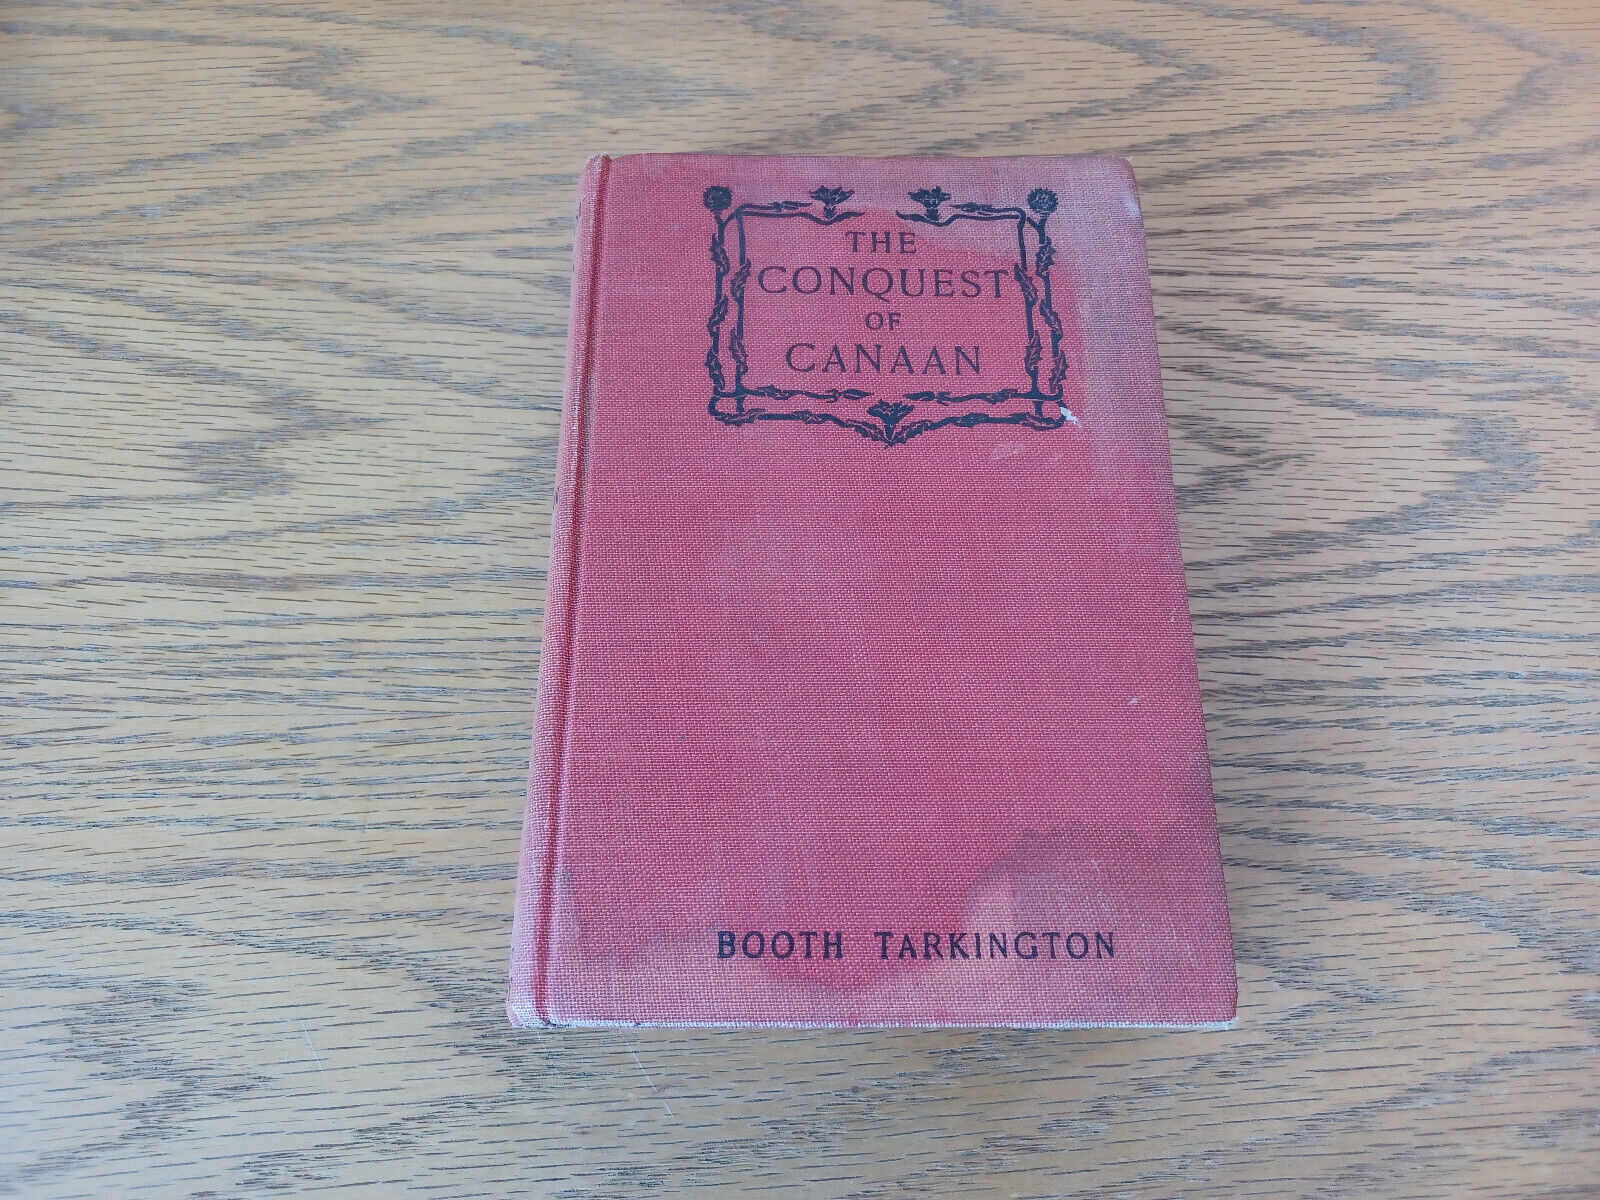 THE
CONQUEST
OF
CANAAN
BOOTH TARKINGTON